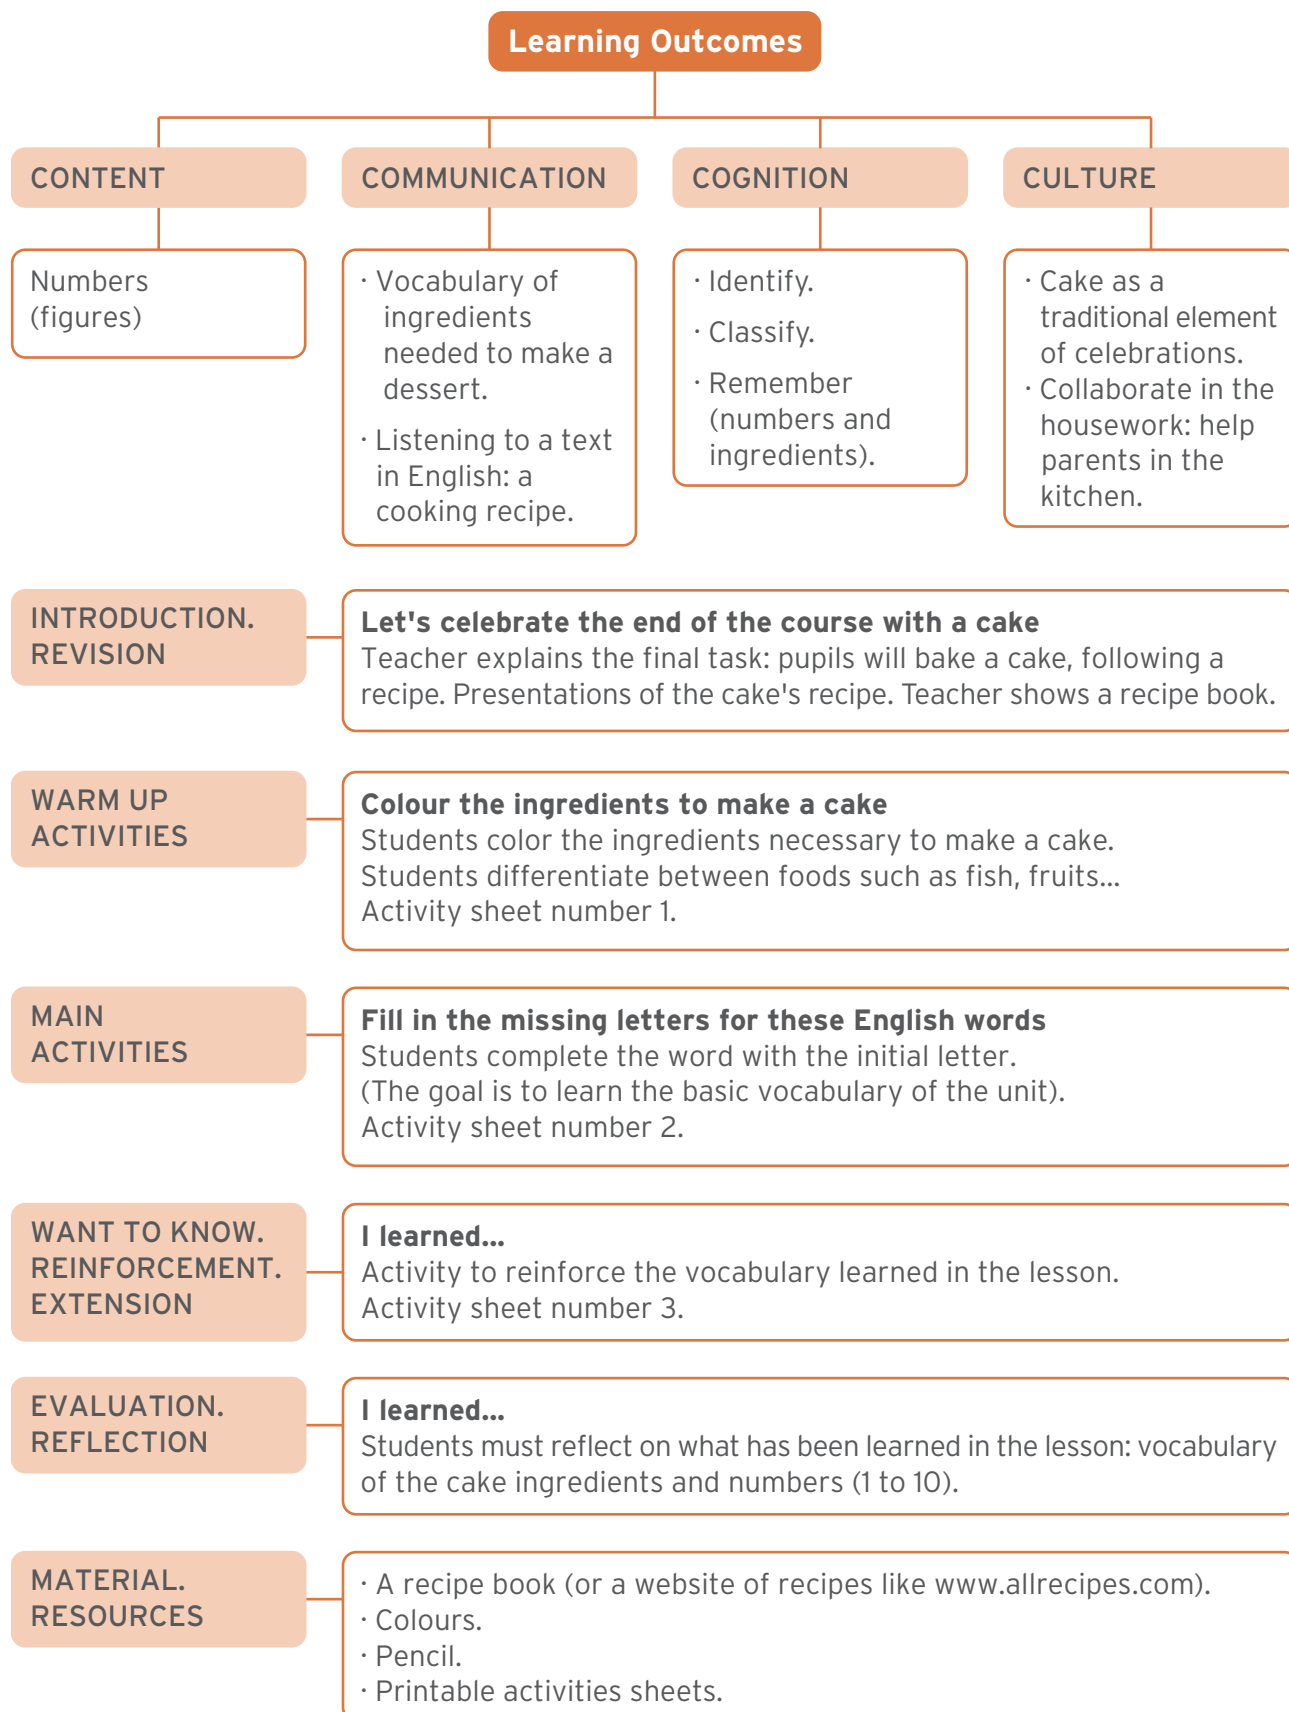 Learning Outcomes
CONTENT
Numbers
(figures)
COMMUNICATION
· Vocabulary of
ingredients
needed to make a
dessert.
· Listening to a text
in English: a
cooking recipe.
COGNITION
· Identify.
· Classify.
· Remember
(numbers and
ingredients).
CULTURE
· Cake as a
traditional element
of celebrations.
· Collaborate in the
housework: help
parents in the
kitchen.
INTRODUCTION.
REVISION
Let's celebrate the end of the course with a cake
Teacher explains the final task: pupils will bake a cake, following a
recipe. Presentations of the cake's recipe. Teacher shows a recipe book.
WARM UP
ACTIVITIES
Colour the ingredients to make a cake
Students color the ingredients necessary to make a cake.
Students differentiate between foods such as fish, fruits...
Activity sheet number 1.
MAIN
ACTIVITIES
Fill in the missing letters for these English words
Students complete the word with the initial letter.
(The goal is to learn the basic vocabulary of the unit).
Activity sheet number 2.
WANT TO KNOW.
REINFORCEMENT.
EXTENSION
I learned...
Activity to reinforce the vocabulary learned in the lesson.
Activity sheet number 3.
EVALUATION.
REFLECTION
I learned...
Students must reflect on what has been learned in the lesson: vocabulary
of the cake ingredients and numbers (1 to 10).
MATERIAL.
RESOURCES
· A recipe book (or a website of recipes like www.allrecipes.com).
· Colours.
· Pencil.
· Printable activities sheets.